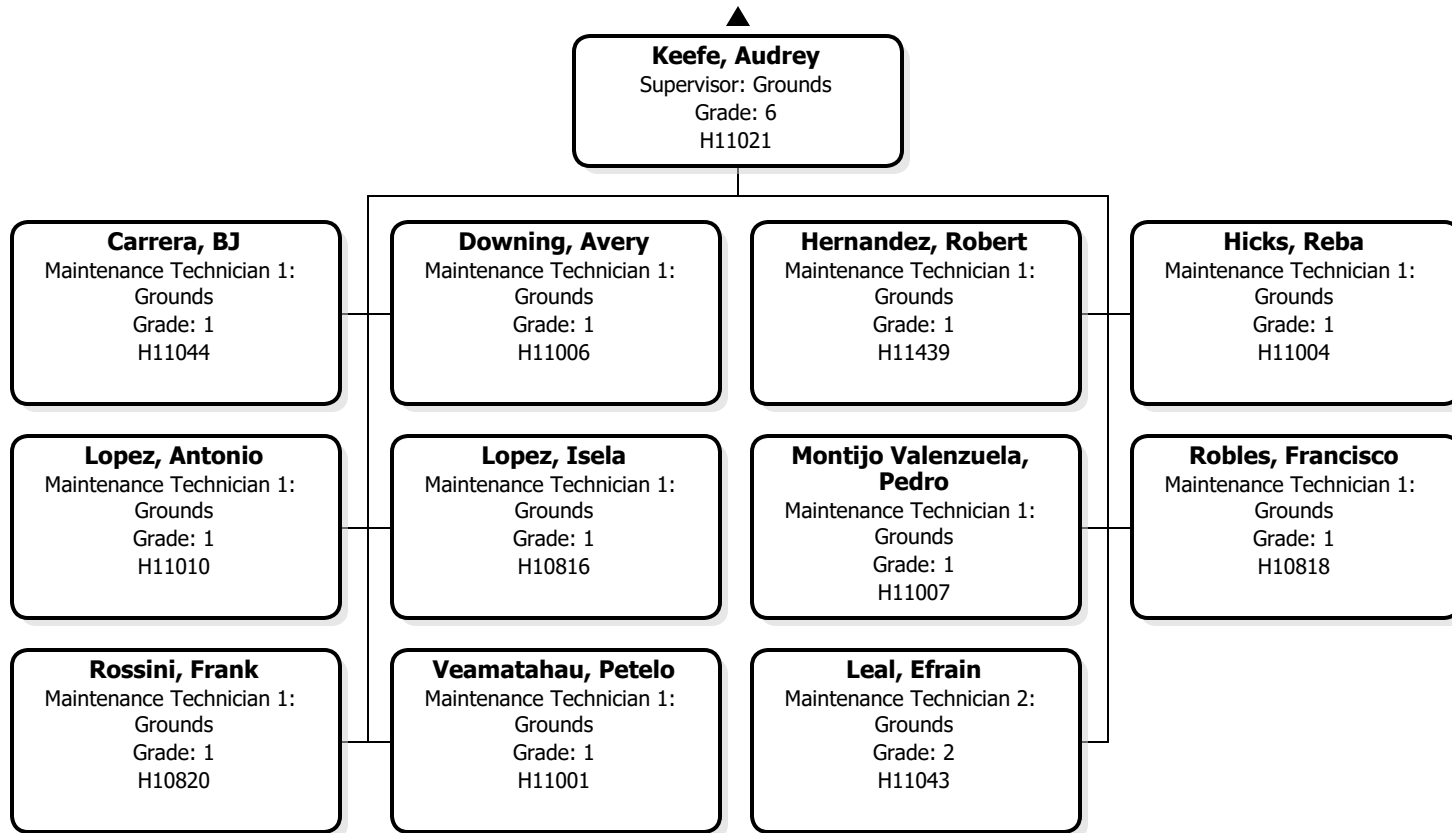 Keefe, Audrey
Supervisor: Grounds
Grade: 6
H11021
Carrera, BJ
Maintenance Technician 1:
Grounds
Grade: 1
H11044
Downing, Avery
Maintenance Technician 1:
Grounds
Grade: 1
H11006
Hernandez, Robert
Maintenance Technician 1:
Grounds
Grade: 1
H11439
Hicks, Reba
Maintenance Technician 1:
Grounds
Grade: 1
H11004
Lopez, Antonio
Maintenance Technician 1:
Grounds
Grade: 1
H11010
Lopez, Isela
Maintenance Technician 1:
Grounds
Grade: 1
H10816
Montijo Valenzuela,
Pedro
Maintenance Technician 1:
Grounds
Grade: 1
H11007
Robles, Francisco
Maintenance Technician 1:
Grounds
Grade: 1
H10818
Rossini, Frank
Maintenance Technician 1:
Grounds
Grade: 1
H10820
Veamatahau, Petelo
Maintenance Technician 1:
Grounds
Grade: 1
H11001
Leal, Efrain
Maintenance Technician 2:
Grounds
Grade: 2
H11043